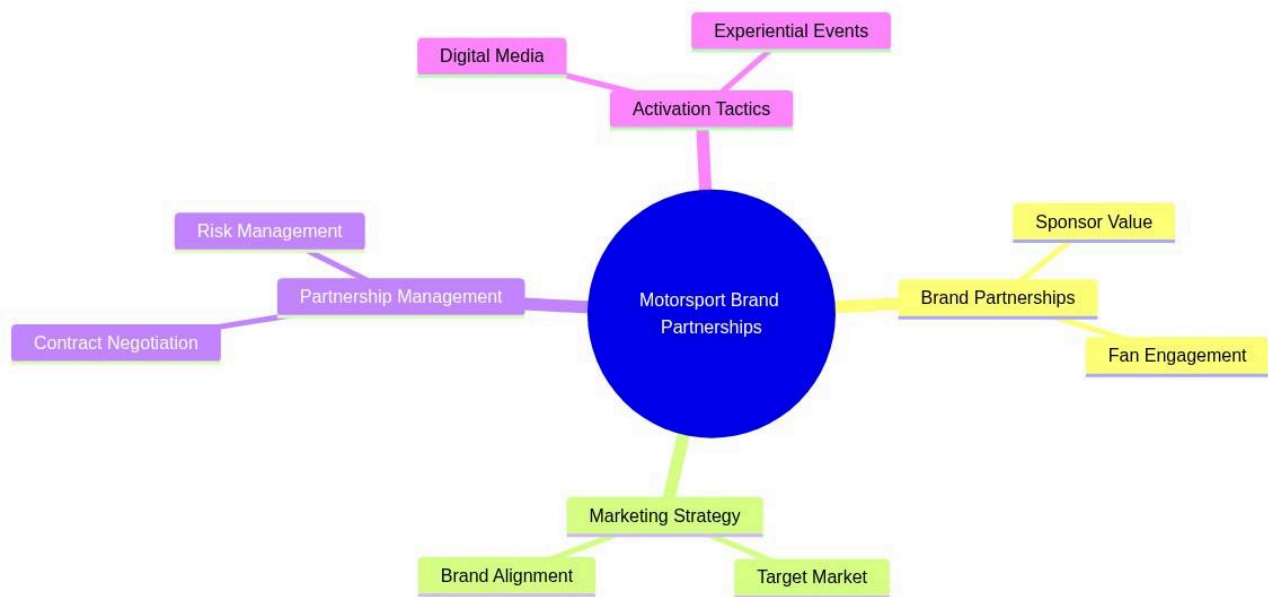 Experiential Events
Digital Media
Activation Tactics
Risk Management
Partnership Management
Contract Negotiation
Motorsport Brand
Partnerships
Sponsor Value
Brand Partnerships
Fan Engagement
Marketing Strategy
Brand Alignment
Target Market